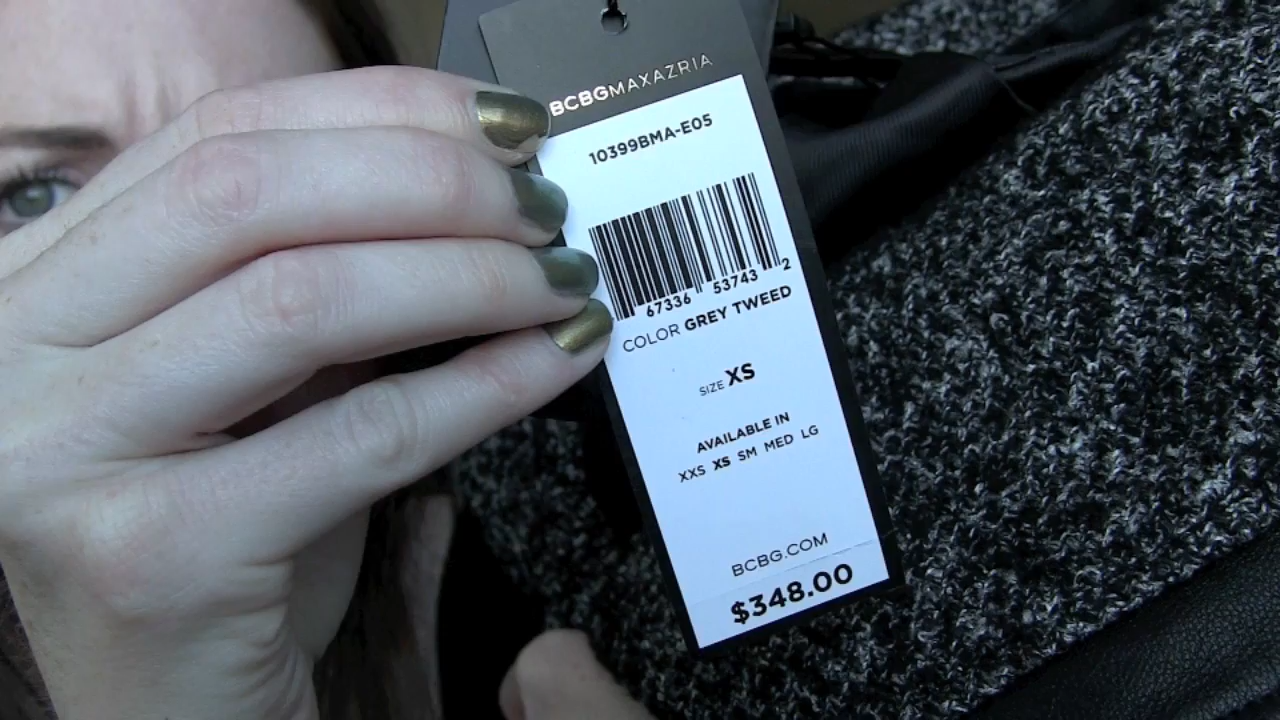 BCBGMAXAZRIA
10399BMA-E05
67336 53743 2
COLOR GREY TWEED
SIZE XS
AVAILABLE IN
XXS XS SM MED LG
BCBG.COM
$348.00